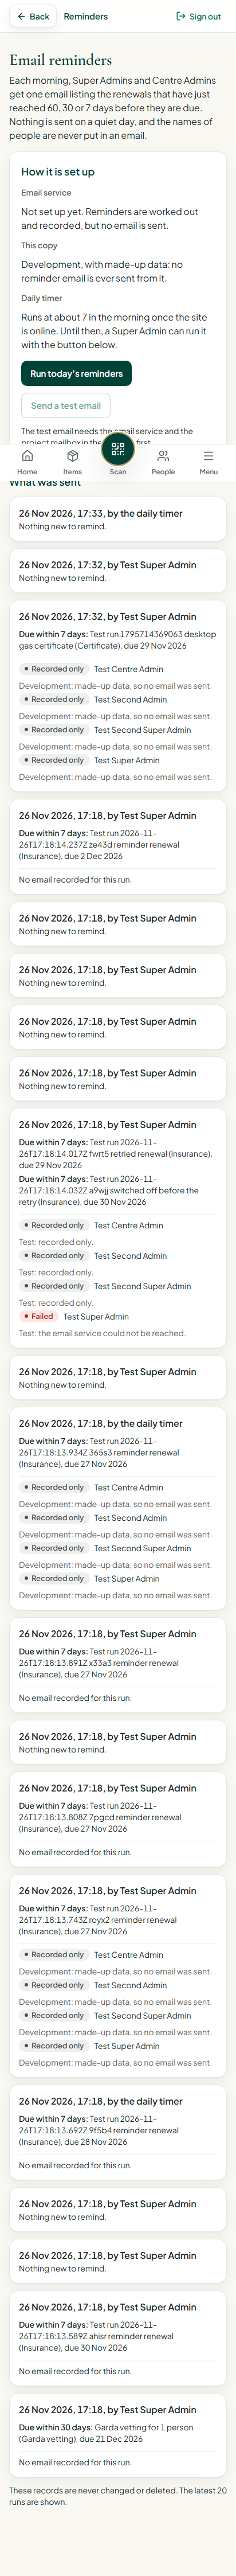 Back
Reminders
Sign out
Email reminders
Each morning, Super Admins and Centre Admins
get one email listing the renewals that have just
reached 60, 30 or 7 days before they are due.
Nothing is sent on a quiet day, and the names of
people are never put in an email.
How it is set up
Email service
Not set up yet. Reminders are worked out
and recorded, but no email is sent.
This copy
Development, with made-up data: no
reminder email is ever sent from it.
Daily timer
Runs at about 7 in the morning once the site
is online. Until then, a Super Admin can run it
with the button below.
Run today's reminders
Send a test email
The test email needs the email service and the
project mailbox in the first
Home
Items
Scan
People
Menu
What was sent
26 Nov 2026, 17:33, by the daily timer
Nothing new to remind.
26 Nov 2026, 17:32, by Test Super Admin
Nothing new to remind.
26 Nov 2026, 17:32, by Test Super Admin
Due within 7 days: Test run 1795714369063 desktop
gas certificate (Certificate), due 29 Nov 2026
Recorded only Test Centre Admin
Development: made-up data, so no email was sent.
Recorded only Test Second Admin
Development: made-up data, so no email was sent.
Recorded only Test Second Super Admin
Development: made-up data, so no email was sent.
Recorded only Test Super Admin
Development: made-up data, so no email was sent.
26 Nov 2026, 17:18, by Test Super Admin
Due within 7 days: Test run 2026-11-
26T17:18:14.237Z ze43d reminder renewal
(Insurance), due 2 Dec 2026
No email recorded for this run.
26 Nov 2026, 17:18, by Test Super Admin
Nothing new to remind.
26 Nov 2026, 17:18, by Test Super Admin
Nothing new to remind.
26 Nov 2026, 17:18, by Test Super Admin
Nothing new to remind.
26 Nov 2026, 17:18, by Test Super Admin
Nothing new to remind.
26 Nov 2026, 17:18, by Test Super Admin
Due within 7 days: Test run 2026-11-
26T17:18:14.017Z fwrt5 retried renewal (Insurance),
due 29 Nov 2026
Due within 7 days: Test run 2026-11-
26T17:18:14.032Z a9wjj switched off before the
retry (Insurance), due 30 Nov 2026
Recorded only Test Centre Admin
Test: recorded only.
Recorded only Test Second Admin
Test: recorded only.
Recorded only Test Second Super Admin
Test: recorded only.
Failed Test Super Admin
Test: the email service could not be reached.
26 Nov 2026, 17:18, by Test Super Admin
Nothing new to remind.
26 Nov 2026, 17:18, by the daily timer
Due within 7 days: Test run 2026-11-
26T17:18:13.934Z 365s3 reminder renewal
(Insurance), due 27 Nov 2026
Recorded only Test Centre Admin
Development: made-up data, so no email was sent.
Recorded only Test Second Admin
Development: made-up data, so no email was sent.
Recorded only Test Second Super Admin
Development: made-up data, so no email was sent.
Recorded only Test Super Admin
Development: made-up data, so no email was sent.
26 Nov 2026, 17:18, by Test Super Admin
Due within 7 days: Test run 2026-11-
26T17:18:13.891Z x33a3 reminder renewal
(Insurance), due 27 Nov 2026
No email recorded for this run.
26 Nov 2026, 17:18, by Test Super Admin
Nothing new to remind.
26 Nov 2026, 17:18, by Test Super Admin
Due within 7 days: Test run 2026-11-
26T17:18:13.808Z 7pgcd reminder renewal
(Insurance), due 27 Nov 2026
No email recorded for this run.
26 Nov 2026, 17:18, by Test Super Admin
Due within 7 days: Test run 2026-11-
26T17:18:13.743Z royx2 reminder renewal
(Insurance), due 27 Nov 2026
Recorded only Test Centre Admin
Development: made-up data, so no email was sent.
Recorded only Test Second Admin
Development: made-up data, so no email was sent.
Recorded only Test Second Super Admin
Development: made-up data, so no email was sent.
Recorded only Test Super Admin
Development: made-up data, so no email was sent.
26 Nov 2026, 17:18, by the daily timer
Due within 7 days: Test run 2026-11-
26T17:18:13.692Z 9f5b4 reminder renewal
(Insurance), due 28 Nov 2026
No email recorded for this run.
26 Nov 2026, 17:18, by Test Super Admin
Nothing new to remind.
26 Nov 2026, 17:18, by Test Super Admin
Nothing new to remind.
26 Nov 2026, 17:18, by Test Super Admin
Due within 7 days: Test run 2026-11-
26T17:18:13.589Z ahisr reminder renewal
(Insurance), due 30 Nov 2026
No email recorded for this run.
26 Nov 2026, 17:18, by Test Super Admin
Due within 30 days: Garda vetting for 1 person
(Garda vetting), due 21 Dec 2026
No email recorded for this run.
These records are never changed or deleted. The latest 20
runs are shown.